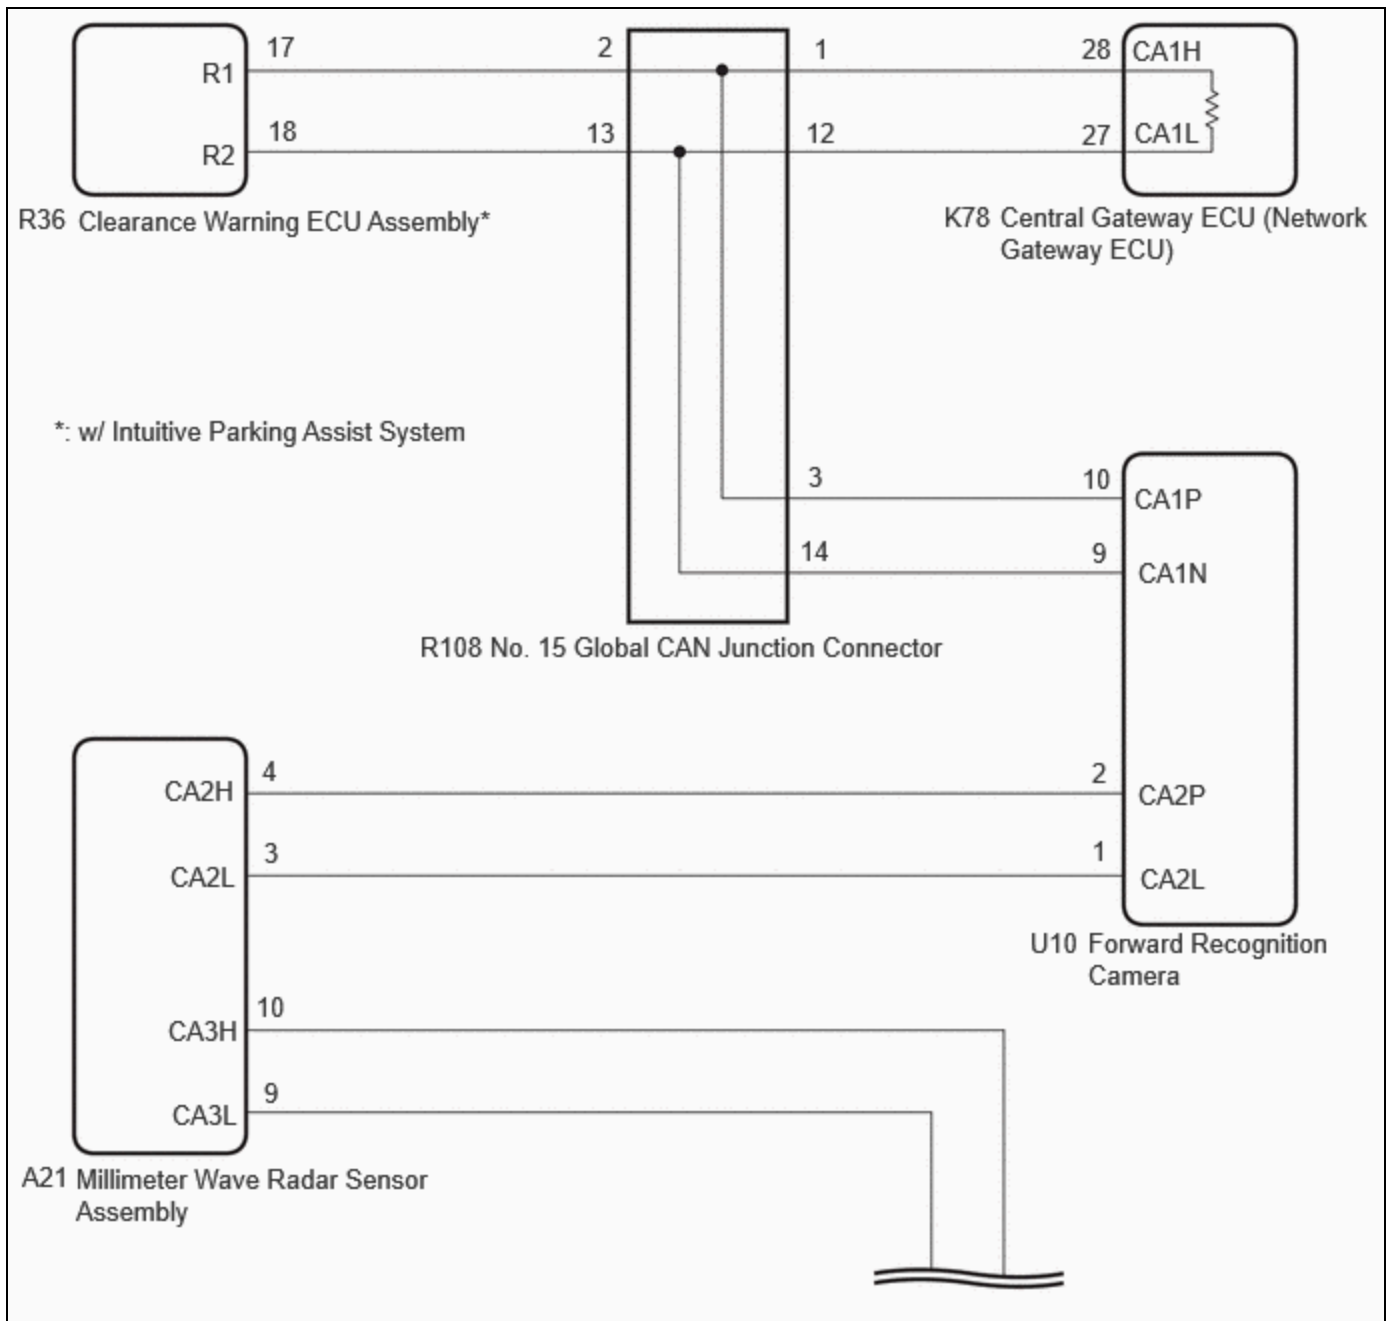 17
2
1
28
CA1H
R1
18
13
12
27
CA1L
R2
R36 Clearance Warning ECU Assembly*
K78 Central Gateway ECU (Network
Gateway ECU)
*: w/ Intuitive Parking Assist System
3
10
CA1P
14
9
CA1N
R108 No. 15 Global CAN Junction Connector
4
2
CA2H
CA2P
3
1
CA2L
CA2L
U10 Forward Recognition
Camera
10
CA3H
9
CA3L
A21 Millimeter Wave Radar Sensor
Assembly